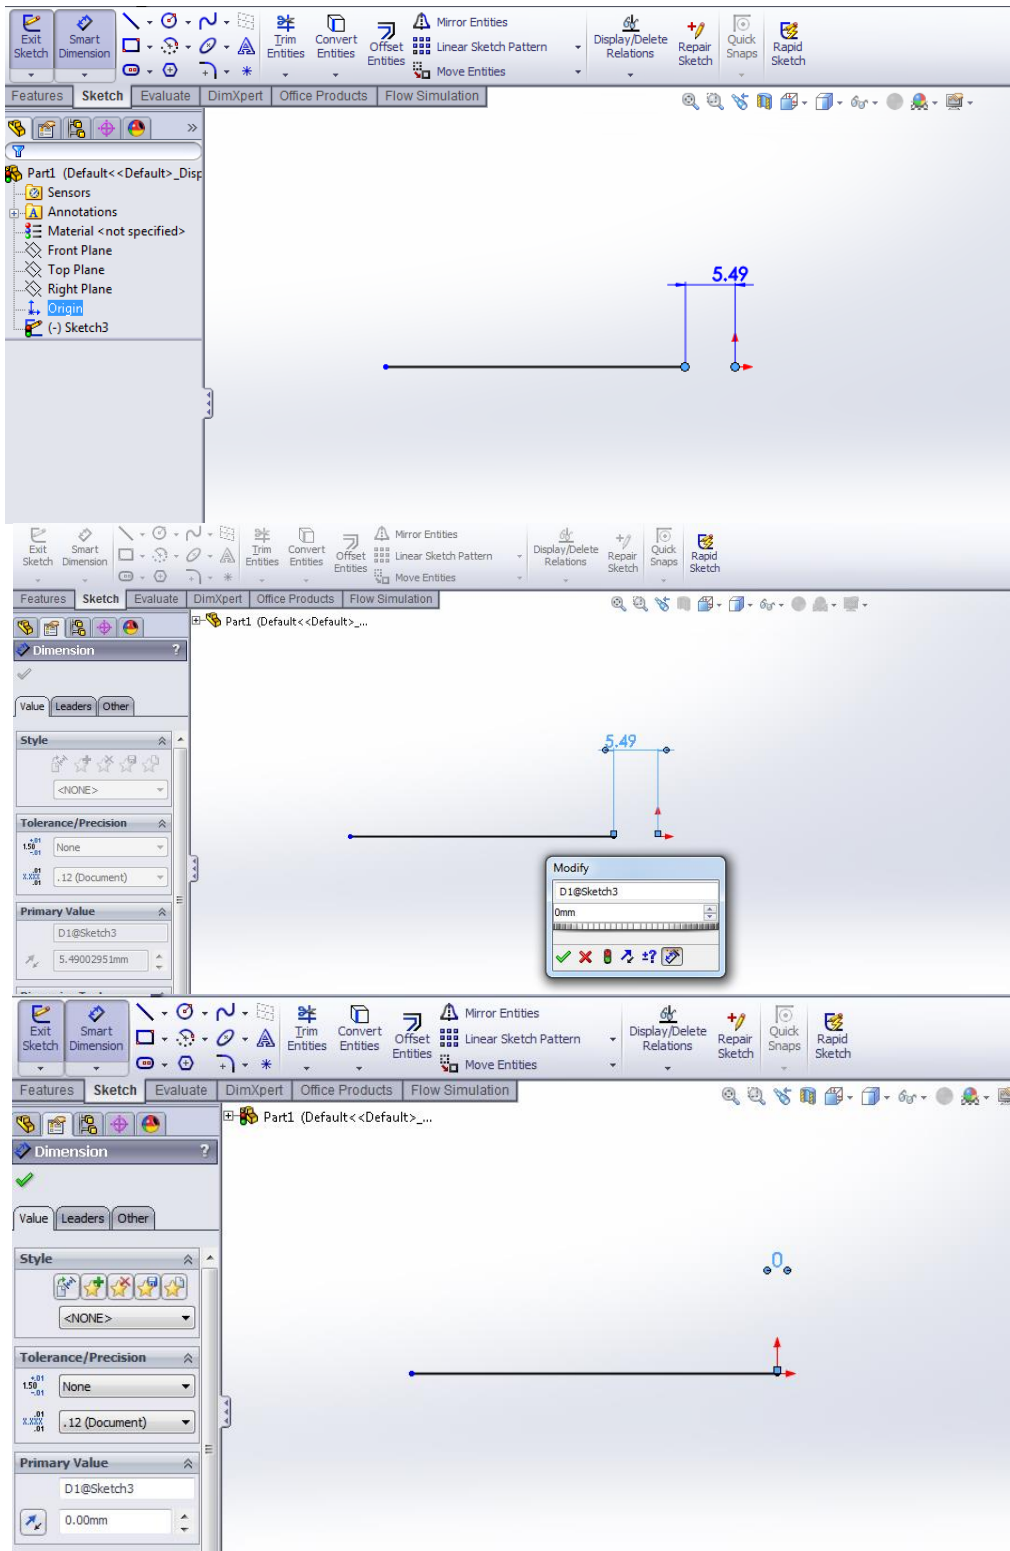 Exit Sketch
Smart Dimension
Trim Entities
Convert Entities
Offset Entities
Mirror Entities
Linear Sketch Pattern
Move Entities
Display/Delete Relations
Repair Sketch
Quick Snaps
Rapid Sketch
Features Sketch Evaluate DimXpert Office Products Flow Simulation
»
Part1 (Default<<Default>_Disp
Sensors
A Annotations
Material <not specified>
Front Plane
Top Plane
Right Plane
Origin
(-) Sketch3
5.49
Exit Sketch
Smart Dimension
Trim Entities
Convert Entities
Offset Entities
Mirror Entities
Linear Sketch Pattern
Move Entities
Display/Delete Relations
Repair Sketch
Quick Snaps
Rapid Sketch
Features Sketch Evaluate DimXpert Office Products Flow Simulation
Part1 (Default<<Default>_...
Dimension ?
Value Leaders Other
Style
<NONE>
Tolerance/Precision
None
.12 (Document)
Primary Value
D1@Sketch3
5.49002951mm
5.49
Modify
D1@Sketch3
0mm
±?
Exit Sketch
Smart Dimension
Trim Entities
Convert Entities
Offset Entities
Mirror Entities
Linear Sketch Pattern
Move Entities
Display/Delete Relations
Repair Sketch
Quick Snaps
Rapid Sketch
Features Sketch Evaluate DimXpert Office Products Flow Simulation
Part1 (Default<<Default>_...
Dimension ?
Value Leaders Other
Style
<NONE>
Tolerance/Precision
None
.12 (Document)
Primary Value
D1@Sketch3
0.00mm
0